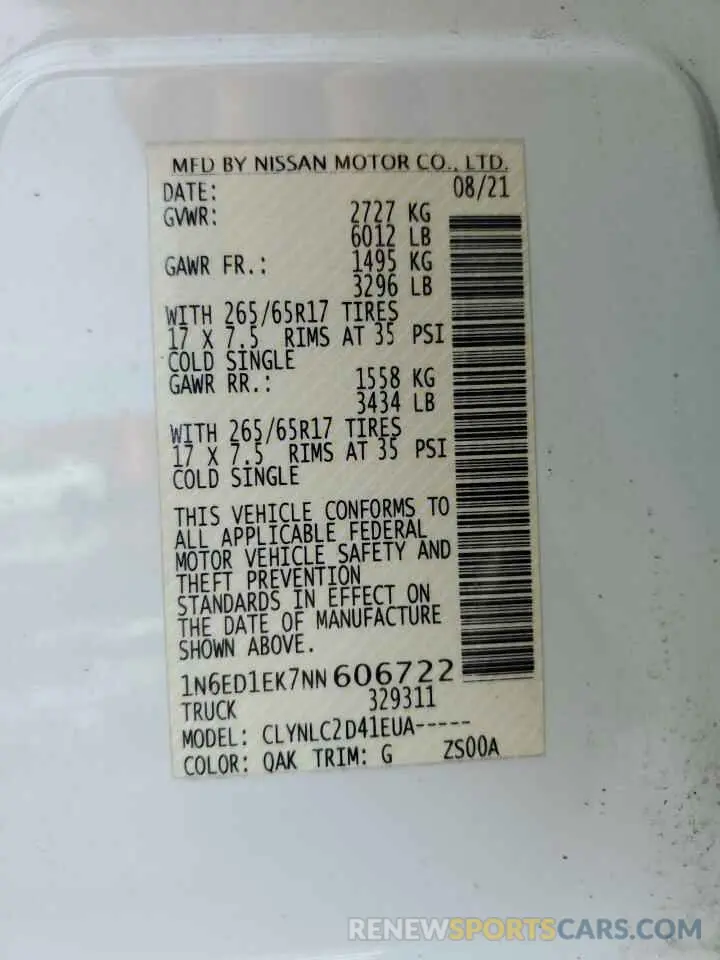 MFD BY NISSAN MOTOR CO., LTD.
DATE: 08/21
GVWR: 2727 KG
6012 LB
GAWR FR.: 1495 KG
3296 LB
WITH 265/65R17 TIRES
17 X 7.5 RIMS AT 35 PSI
COLD SINGLE
GAWR RR.: 1558 KG
3434 LB
WITH 265/65R17 TIRES
17 X 7.5 RIMS AT 35 PSI
COLD SINGLE
THIS VEHICLE CONFORMS TO
ALL APPLICABLE FEDERAL
MOTOR VEHICLE SAFETY AND
THEFT PREVENTION
STANDARDS IN EFFECT ON
THE DATE OF MANUFACTURE
SHOWN ABOVE.
1N6ED1EK7NN606722
TRUCK 329311
MODEL: CLYNLC2D41EUA-----
COLOR: QAK TRIM: G ZS00A
RENEWSPORTSCARS.COM